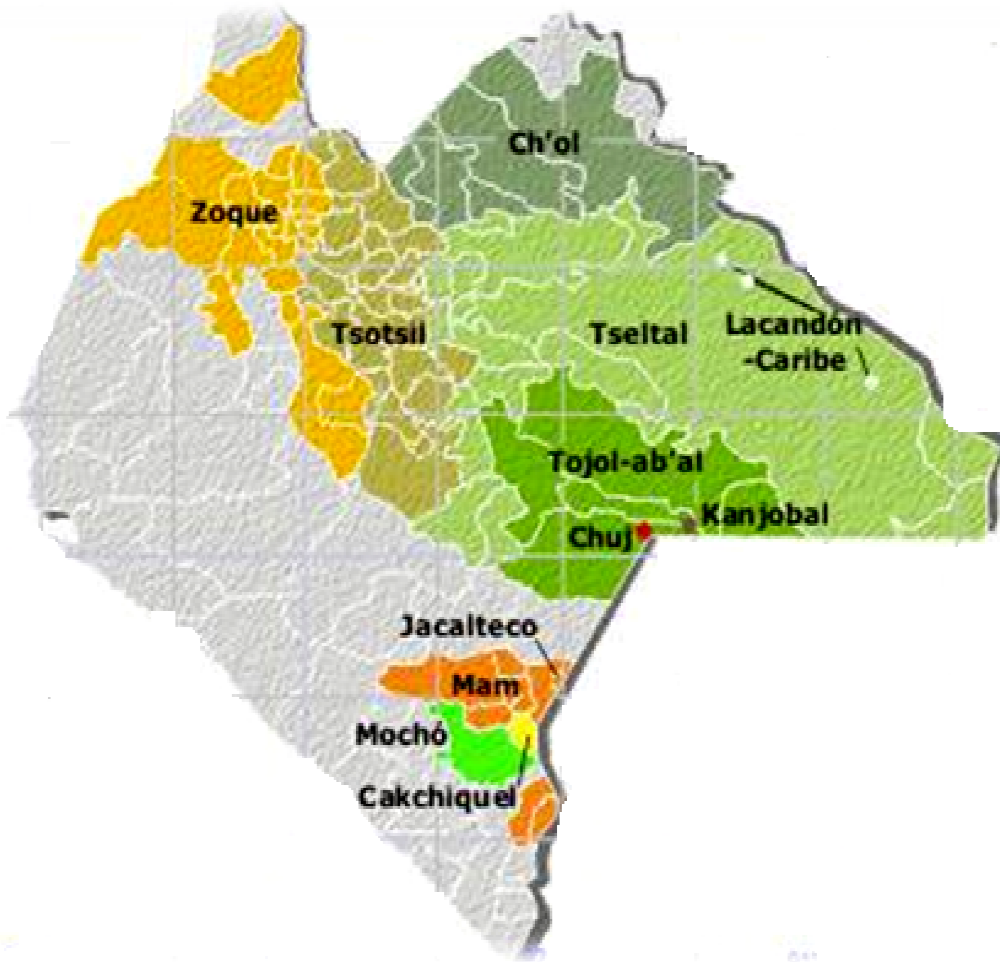 Ch'ol
Zoque
Tsotsil
Tseltal
Lacandón
-Caribe
Tojol-ab'al
Kanjobal
Chuj
Jacalteco
Mam
Mochó
Cakchiquel